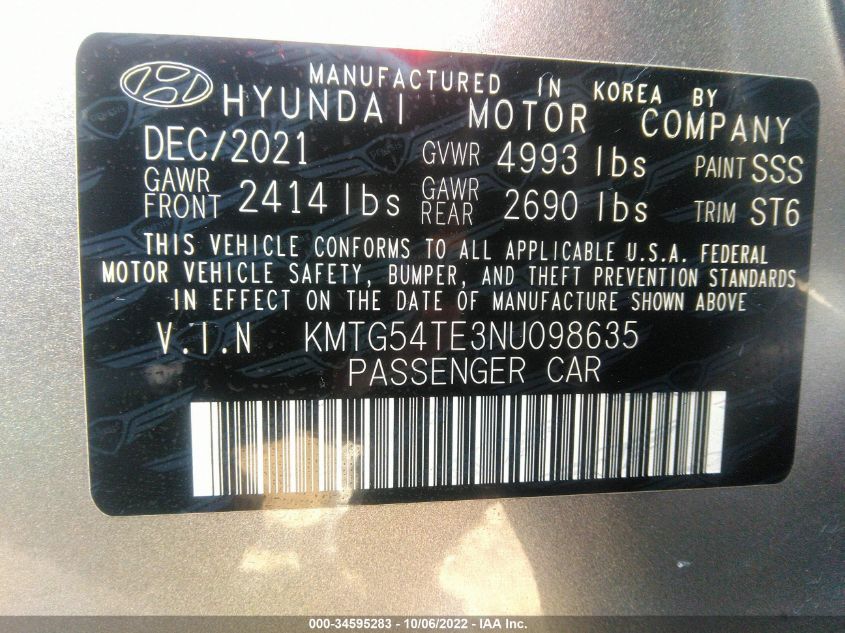 MANUFACTURED IN KOREA BY
HYUNDAI MOTOR COMPANY
DEC/2021 GVWR 4993 lbs PAINT SSS
GAWR FRONT 2414 lbs GAWR REAR 2690 lbs TRIM ST6
THIS VEHICLE CONFORMS TO ALL APPLICABLE U.S.A. FEDERAL
MOTOR VEHICLE SAFETY, BUMPER, AND THEFT PREVENTION STANDARDS
IN EFFECT ON THE DATE OF MANUFACTURE SHOWN ABOVE
V.I.N KMTG54TE3NU098635
PASSENGER CAR
000-34595283 - 10/06/2022 - IAA Inc.